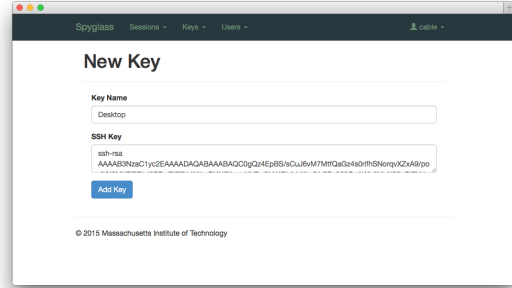 Spyglass Sessions Keys Users cable
New Key
Key Name
Desktop
SSH Key
ssh-rsa
AAAAB3NzaC1yc2EAAAADAQABAAABAQC0gQz4EpBS/sCuJ6vM7MtfQaGz4s0rifhSNorqvXZxA9/po
Add Key
© 2015 Massachusetts Institute of Technology